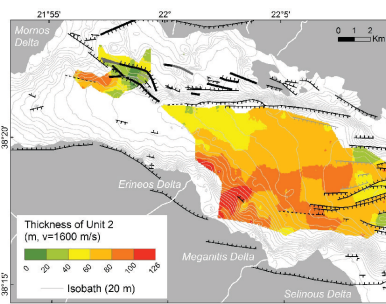 21°55'
22°
22°5'
Mornos
Delta
0 1 2
Km
38°20'
38°15'
Erineos Delta
Meganitis Delta
Selinous Delta
Thickness of Unit 2
(m, v=1600 m/s)
0 20 40 60 80 100 126
Isobath (20 m)